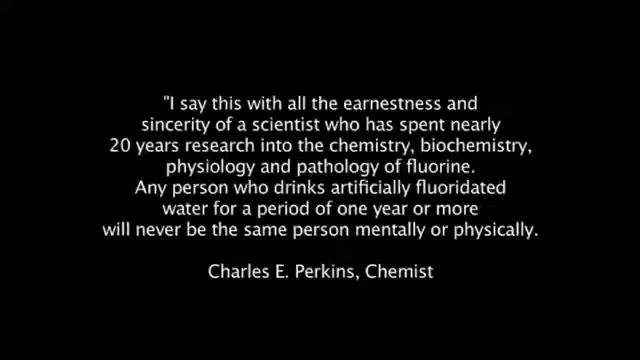 "I say this with all the earnestness and
sincerity of a scientist who has spent nearly
20 years research into the chemistry, biochemistry,
physiology and pathology of fluorine.
Any person who drinks artificially fluoridated
water for a period of one year or more
will never be the same person mentally or physically.
Charles E. Perkins, Chemist